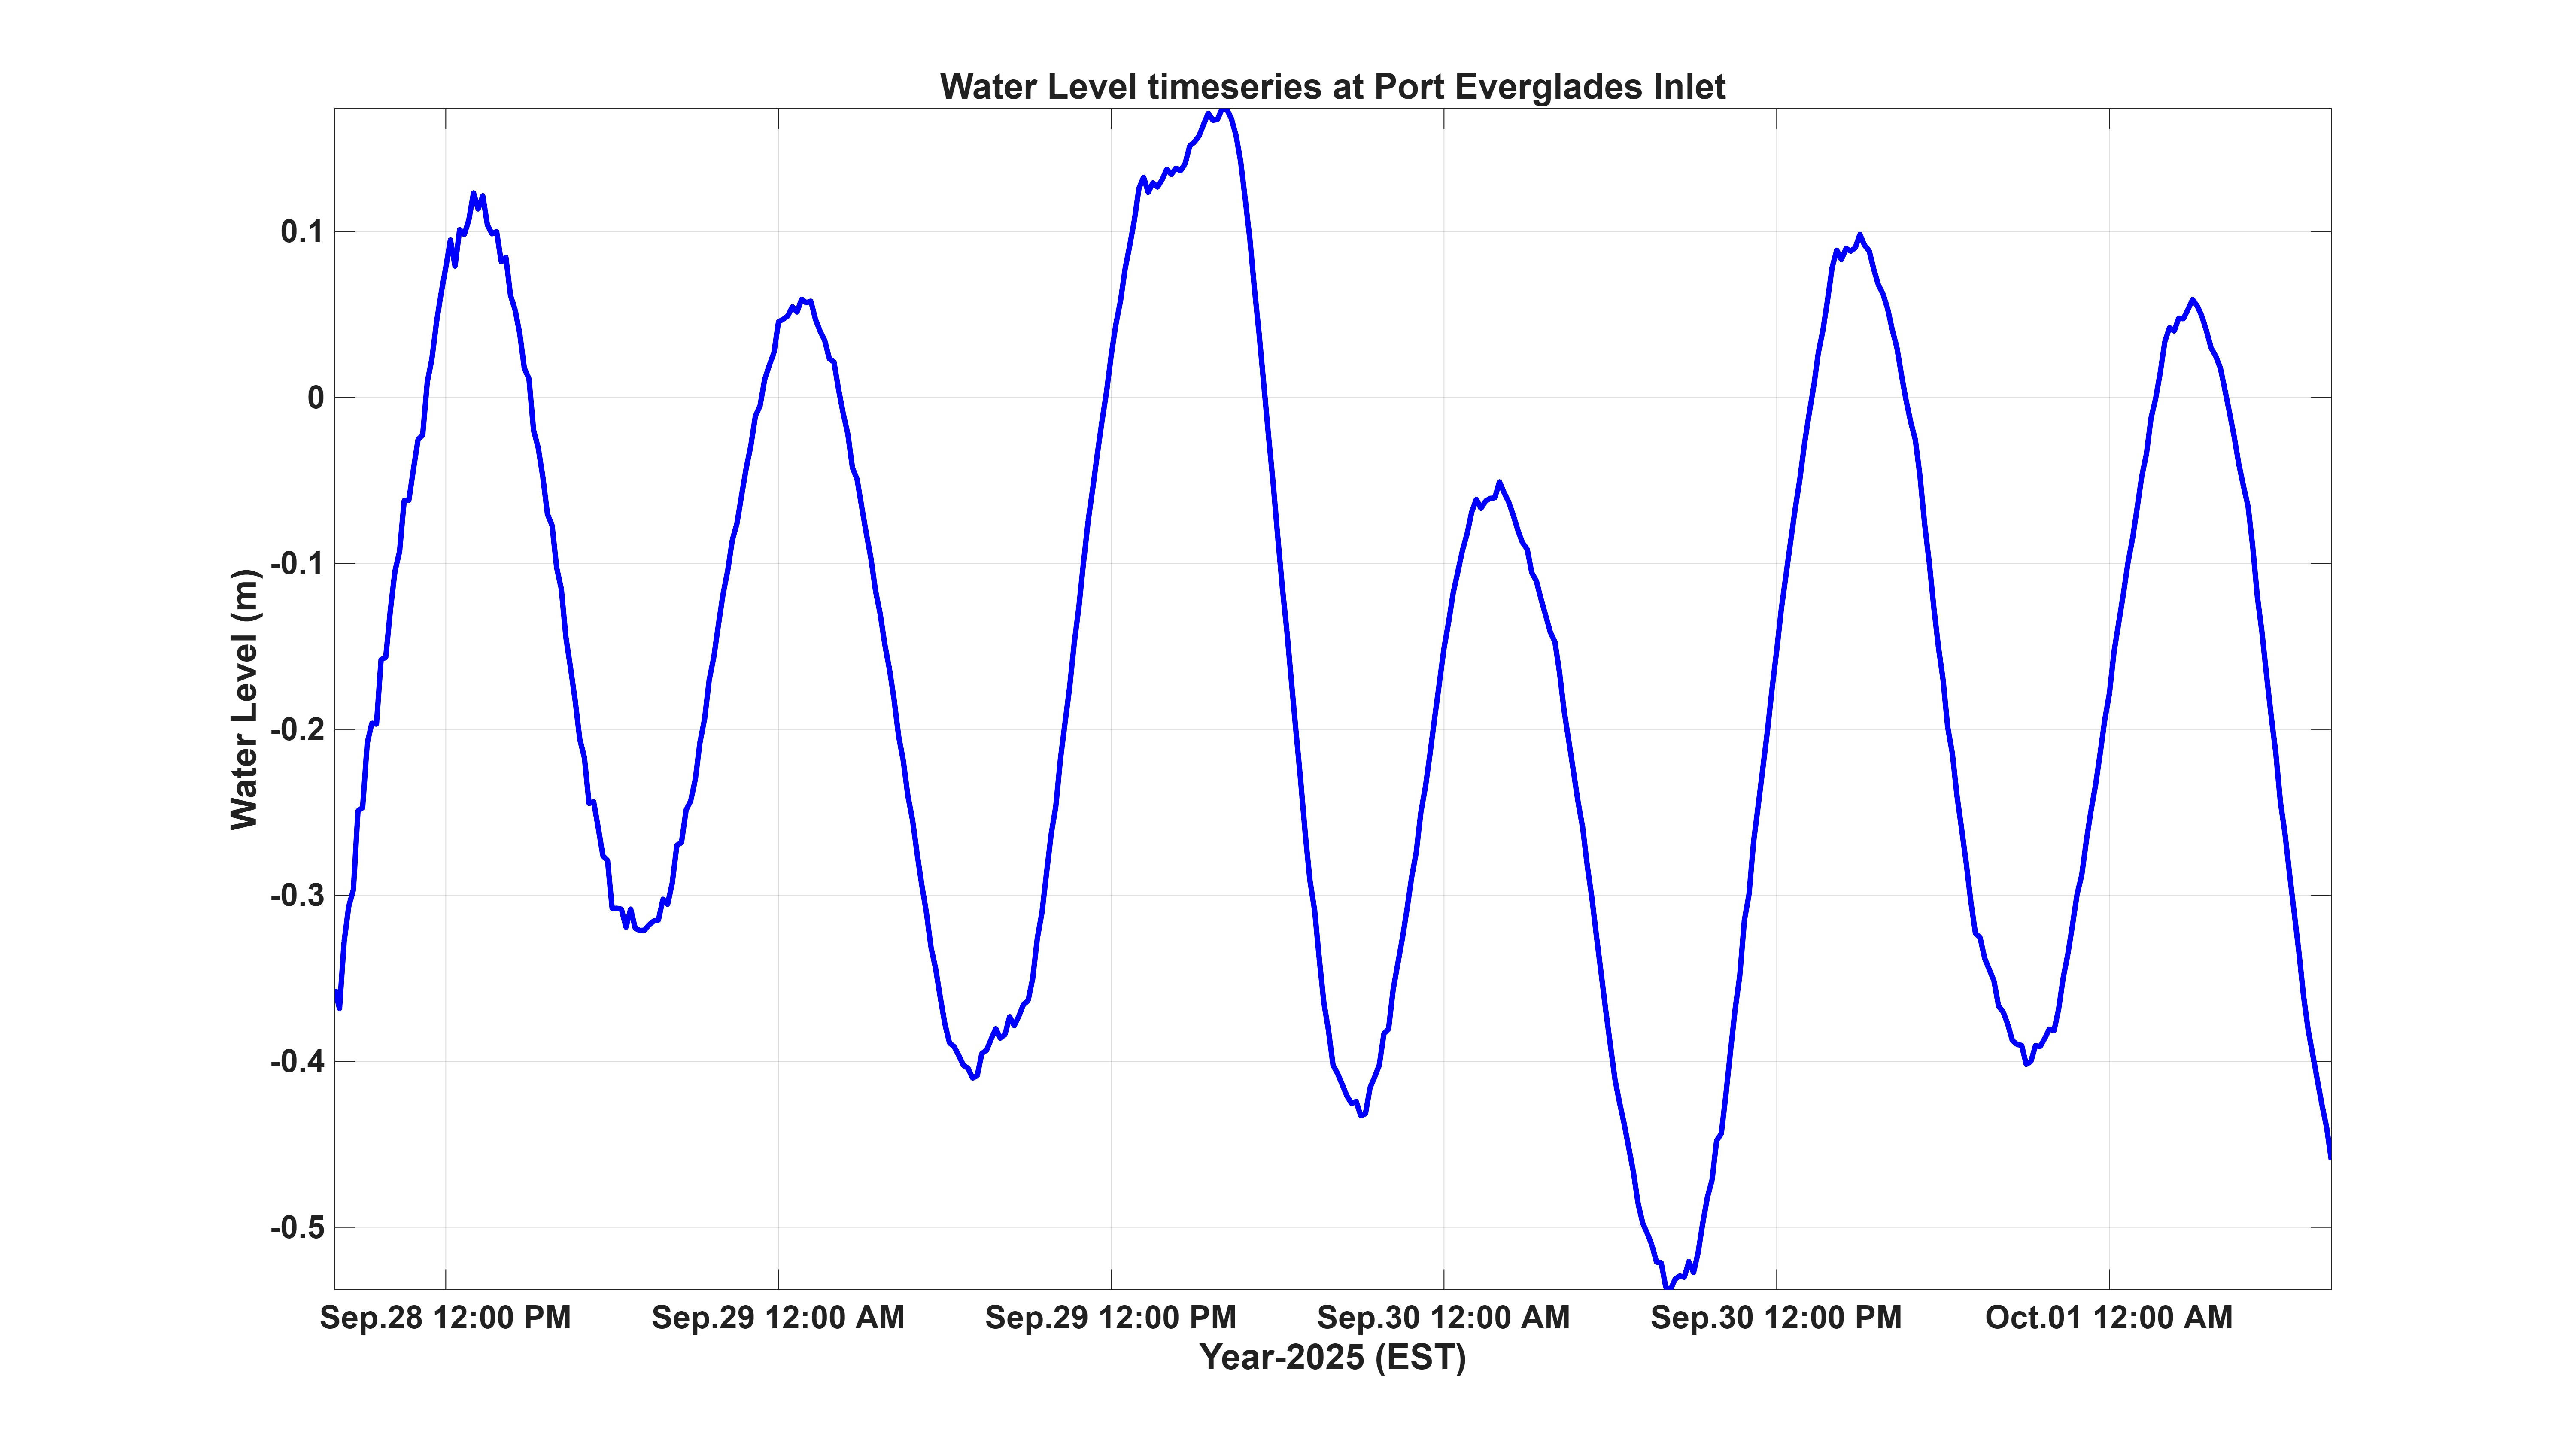 Water Level timeseries at Port Everglades Inlet
0.1
0
-0.1
-0.2
-0.3
-0.4
-0.5
Water Level (m)
Sep.28 12:00 PM Sep.29 12:00 AM Sep.29 12:00 PM Sep.30 12:00 AM Sep.30 12:00 PM Oct.01 12:00 AM
Year-2025 (EST)